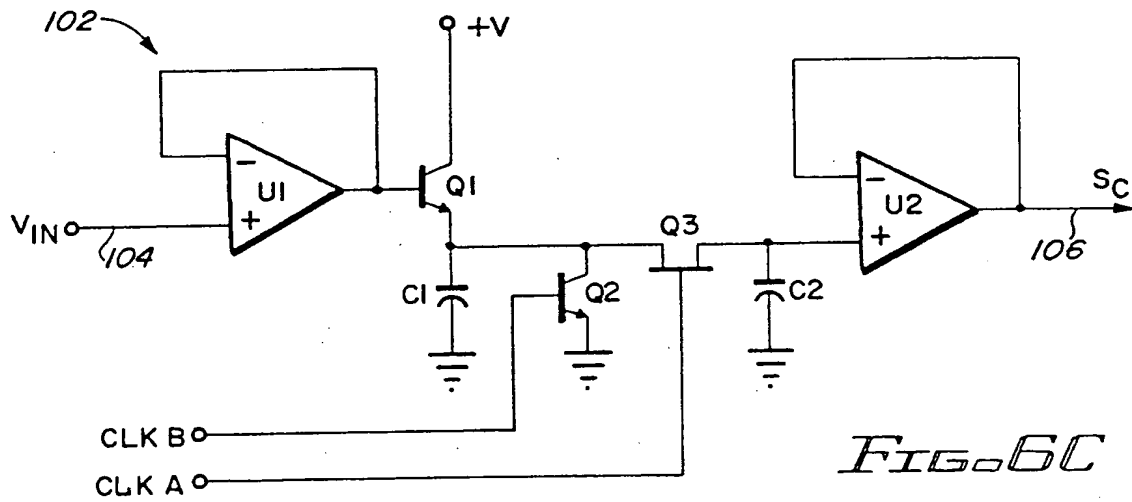 102
+V
−
U1
+
Q1
VIN
104
C1
Q2
Q3
C2
−
U2
+
SC
106
CLK B
CLK A
FIG. 6C